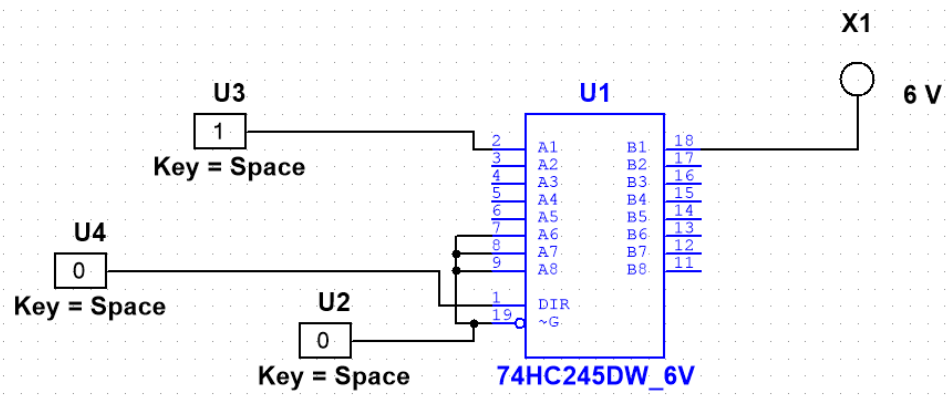 X1
6 V
U3
1
Key = Space
U1
2 A1 B1 18
3 A2 B2 17
4 A3 B3 16
5 A4 B4 15
6 A5 B5 14
7 A6 B6 13
8 A7 B7 12
9 A8 B8 11
1 DIR
19 ~G
74HC245DW_6V
U4
0
Key = Space
U2
0
Key = Space